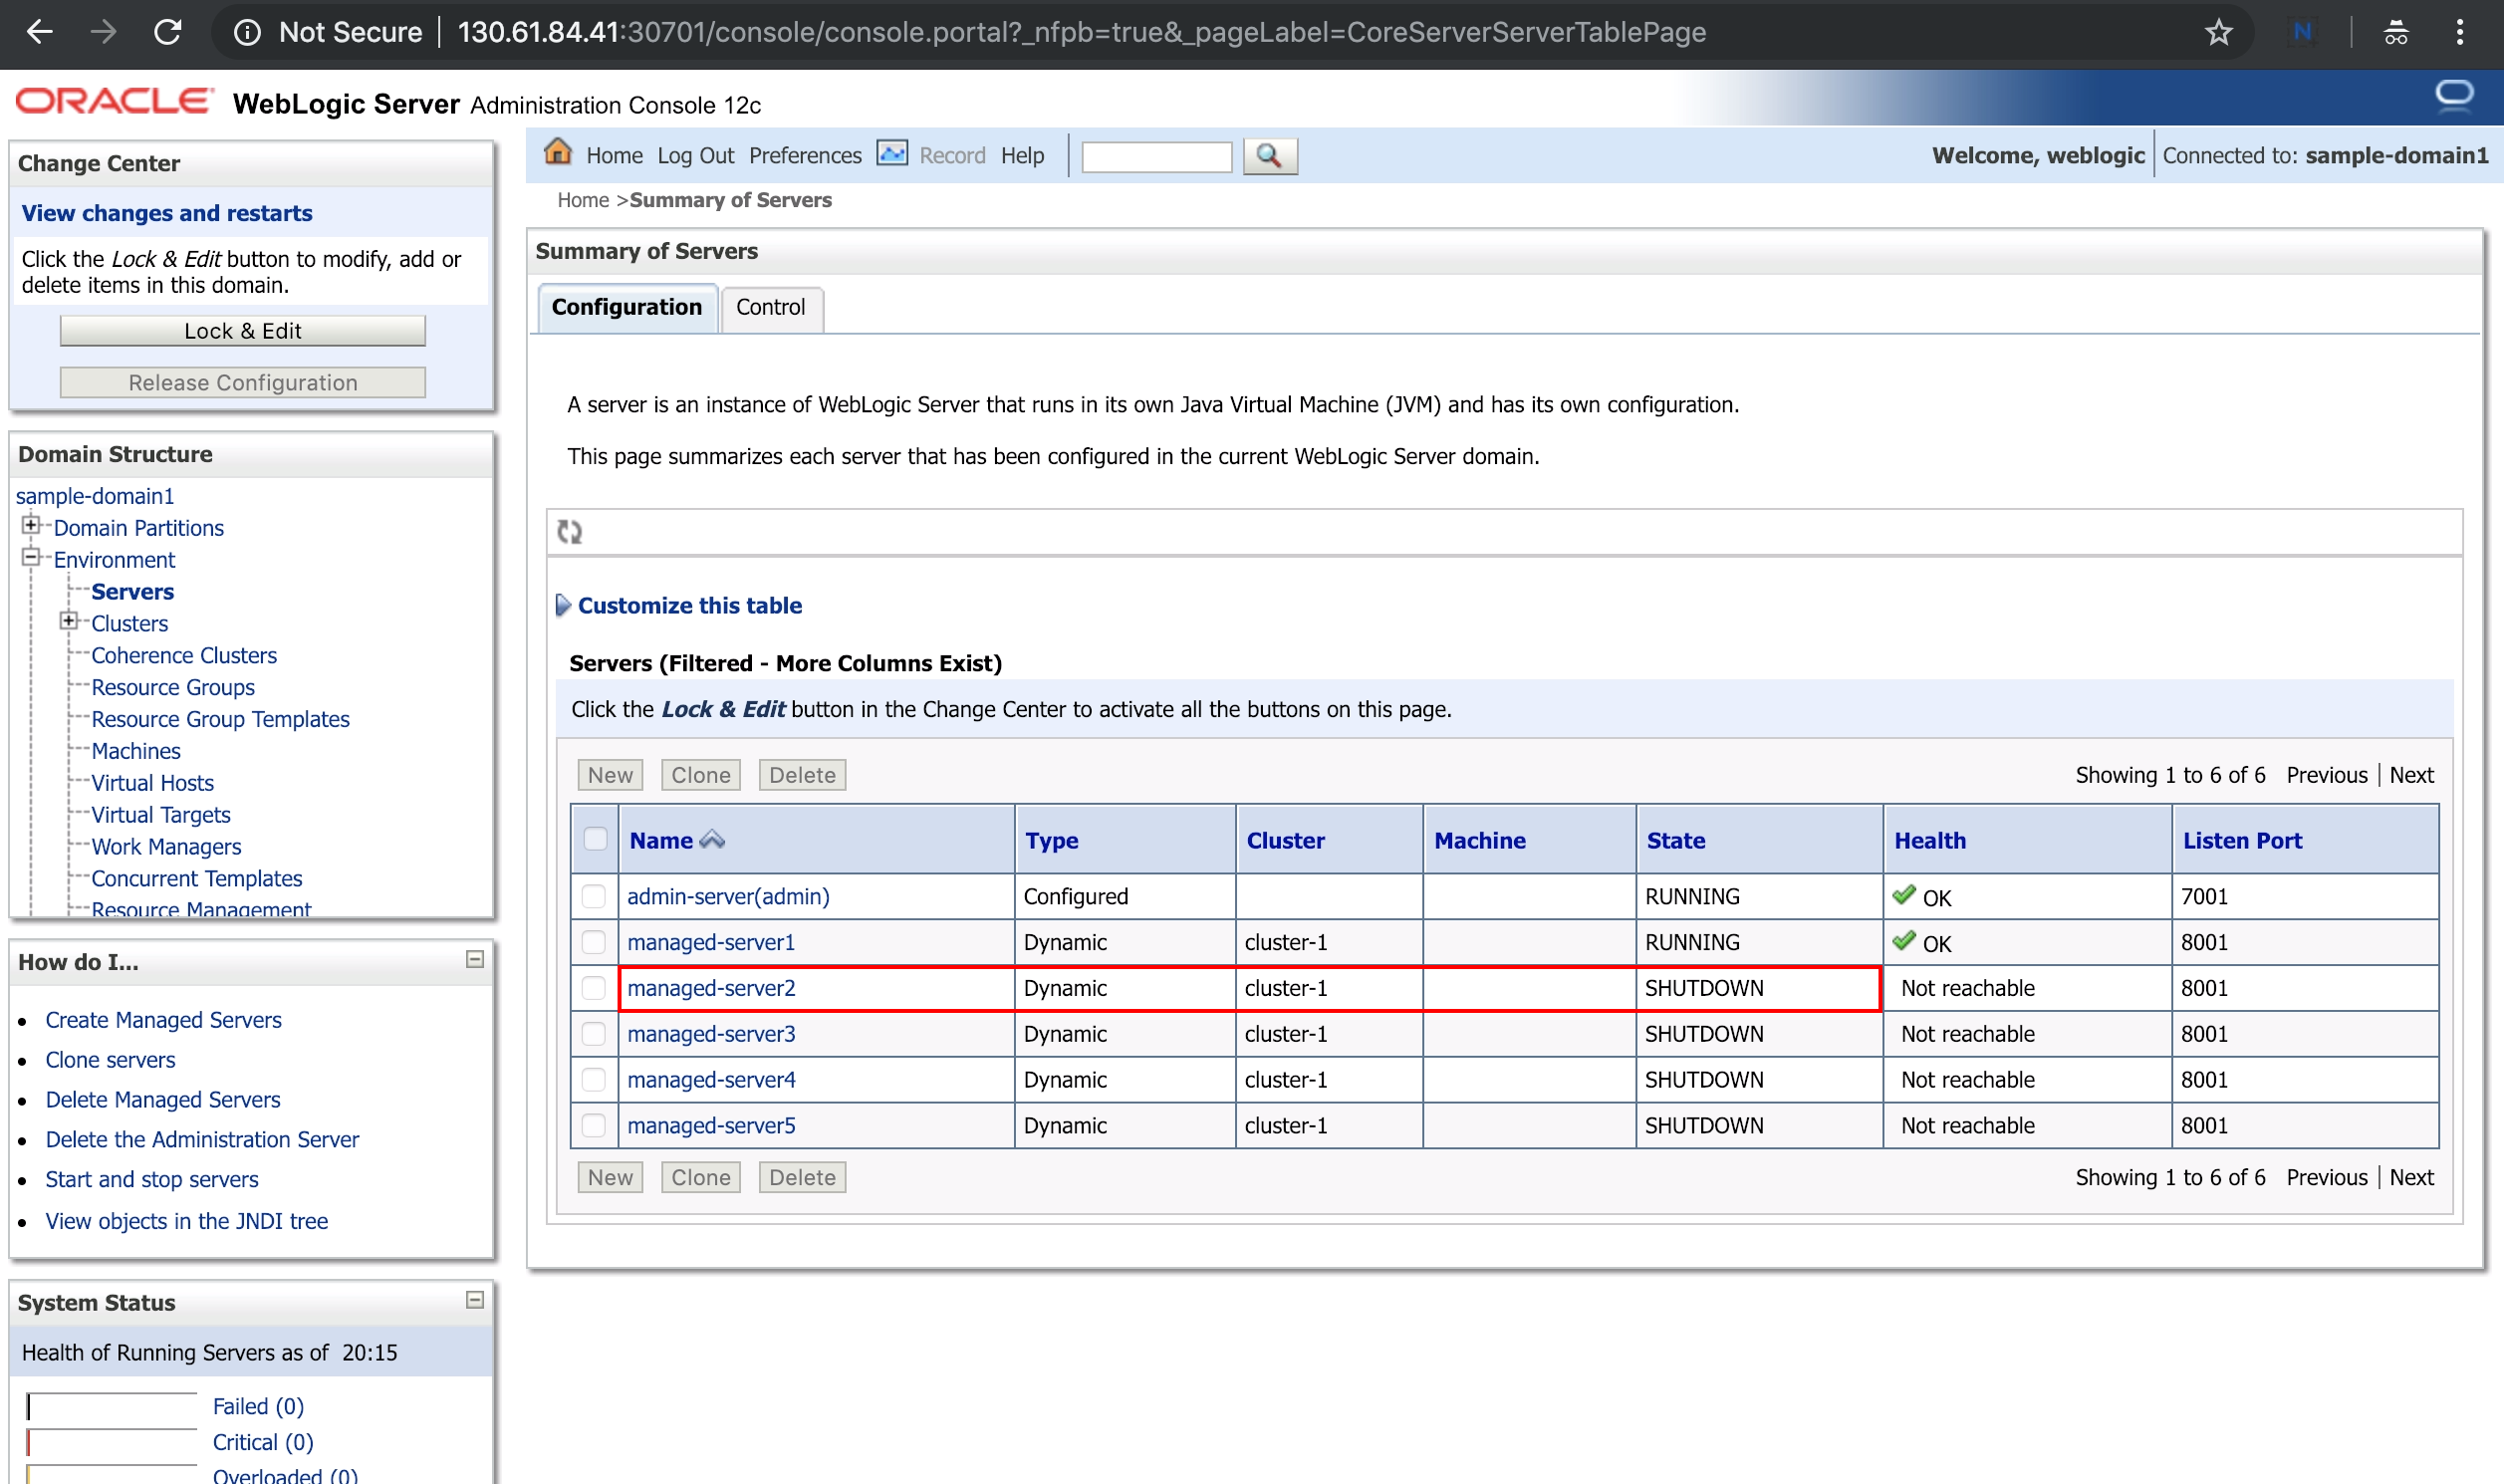 Not Secure | 130.61.84.41:30701/console/console.portal?_nfpb=true&_pageLabel=CoreServerServerTablePage
N
ORACLE WebLogic Server Administration Console 12c
Change Center
View changes and restarts
Click the Lock & Edit button to modify, add or
delete items in this domain.
Lock & Edit
Release Configuration
Domain Structure
sample-domain1
Domain Partitions
Environment
Servers
Clusters
Coherence Clusters
Resource Groups
Resource Group Templates
Machines
Virtual Hosts
Virtual Targets
Work Managers
Concurrent Templates
Resource Management
How do I...
Create Managed Servers
Clone servers
Delete Managed Servers
Delete the Administration Server
Start and stop servers
View objects in the JNDI tree
System Status
Health of Running Servers as of 20:15
Failed (0)
Critical (0)
Overloaded (0)
Home Log Out Preferences Record Help
Welcome, weblogic Connected to: sample-domain1
Home >Summary of Servers
Summary of Servers
Configuration Control
A server is an instance of WebLogic Server that runs in its own Java Virtual Machine (JVM) and has its own configuration.
This page summarizes each server that has been configured in the current WebLogic Server domain.
Customize this table
Servers (Filtered - More Columns Exist)
Click the Lock & Edit button in the Change Center to activate all the buttons on this page.
New Clone Delete Showing 1 to 6 of 6 Previous | Next
Name Type Cluster Machine State Health Listen Port
admin-server(admin) Configured RUNNING OK 7001
managed-server1 Dynamic cluster-1 RUNNING OK 8001
managed-server2 Dynamic cluster-1 SHUTDOWN Not reachable 8001
managed-server3 Dynamic cluster-1 SHUTDOWN Not reachable 8001
managed-server4 Dynamic cluster-1 SHUTDOWN Not reachable 8001
managed-server5 Dynamic cluster-1 SHUTDOWN Not reachable 8001
New Clone Delete Showing 1 to 6 of 6 Previous | Next